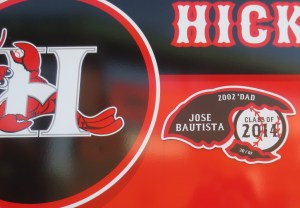 HICK
2002 'DAD
JOSE
BAUTISTA
CLASS OF
2014